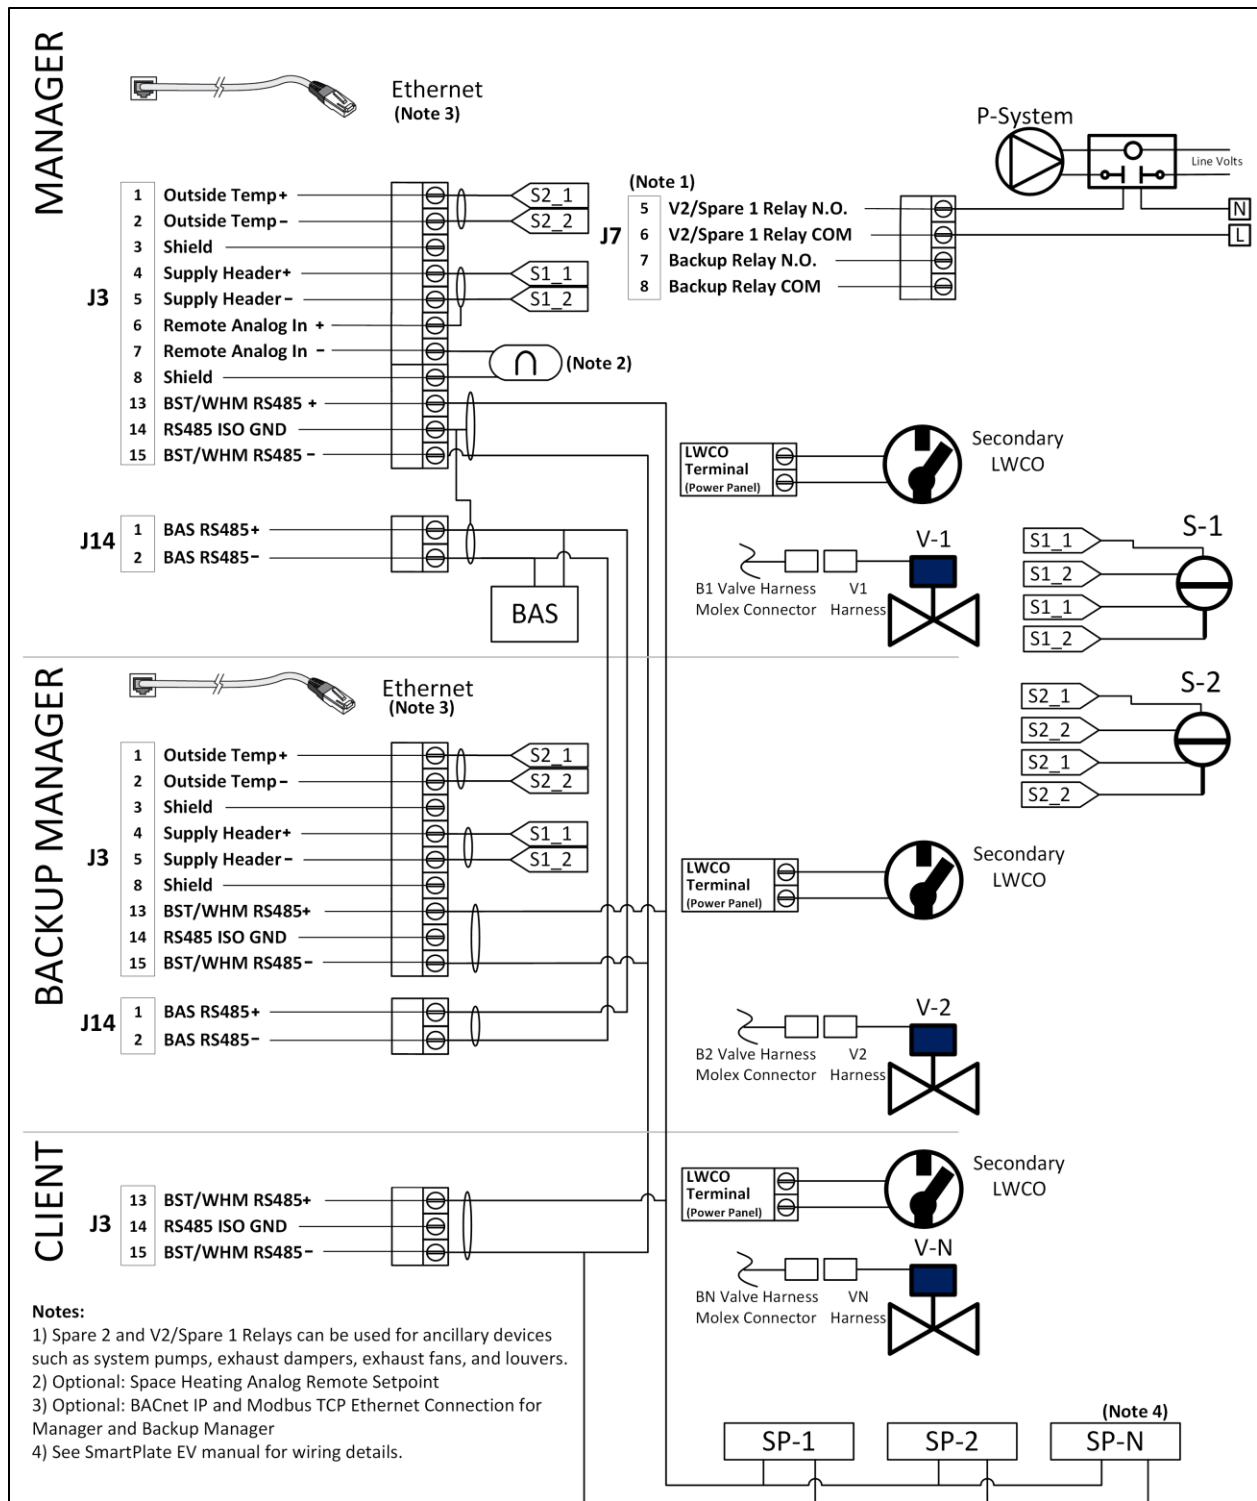 MANAGER
Ethernet
(Note 3)
P-System
Line Volts
N
L
J3
1 Outside Temp+
2 Outside Temp-
3 Shield
4 Supply Header+
5 Supply Header-
6 Remote Analog In +
7 Remote Analog In -
8 Shield
13 BST/WHM RS485 +
14 RS485 ISO GND
15 BST/WHM RS485 -
S2_1
S2_2
S1_1
S1_2
(Note 2)
(Note 1)
J7
5 V2/Spare 1 Relay N.O.
6 V2/Spare 1 Relay COM
7 Backup Relay N.O.
8 Backup Relay COM
LWCO
Terminal
(Power Panel)
Secondary
LWCO
J14
1 BAS RS485+
2 BAS RS485-
BAS
V-1
B1 Valve Harness
Molex Connector
V1
Harness
S-1
S1_1
S1_2
S1_1
S1_2
BACKUP MANAGER
Ethernet
(Note 3)
S-2
S2_1
S2_2
S2_1
S2_2
J3
1 Outside Temp+
2 Outside Temp-
3 Shield
4 Supply Header+
5 Supply Header-
8 Shield
13 BST/WHM RS485+
14 RS485 ISO GND
15 BST/WHM RS485-
S2_1
S2_2
S1_1
S1_2
LWCO
Terminal
(Power Panel)
Secondary
LWCO
J14
1 BAS RS485+
2 BAS RS485-
V-2
B2 Valve Harness
Molex Connector
V2
Harness
CLIENT
J3
13 BST/WHM RS485+
14 RS485 ISO GND
15 BST/WHM RS485-
LWCO
Terminal
(Power Panel)
Secondary
LWCO
V-N
BN Valve Harness
Molex Connector
VN
Harness
Notes:
1) Spare 2 and V2/Spare 1 Relays can be used for ancillary devices
such as system pumps, exhaust dampers, exhaust fans, and louvers.
2) Optional: Space Heating Analog Remote Setpoint
3) Optional: BACnet IP and Modbus TCP Ethernet Connection for
Manager and Backup Manager
4) See SmartPlate EV manual for wiring details.
(Note 4)
SP-1
SP-2
SP-N